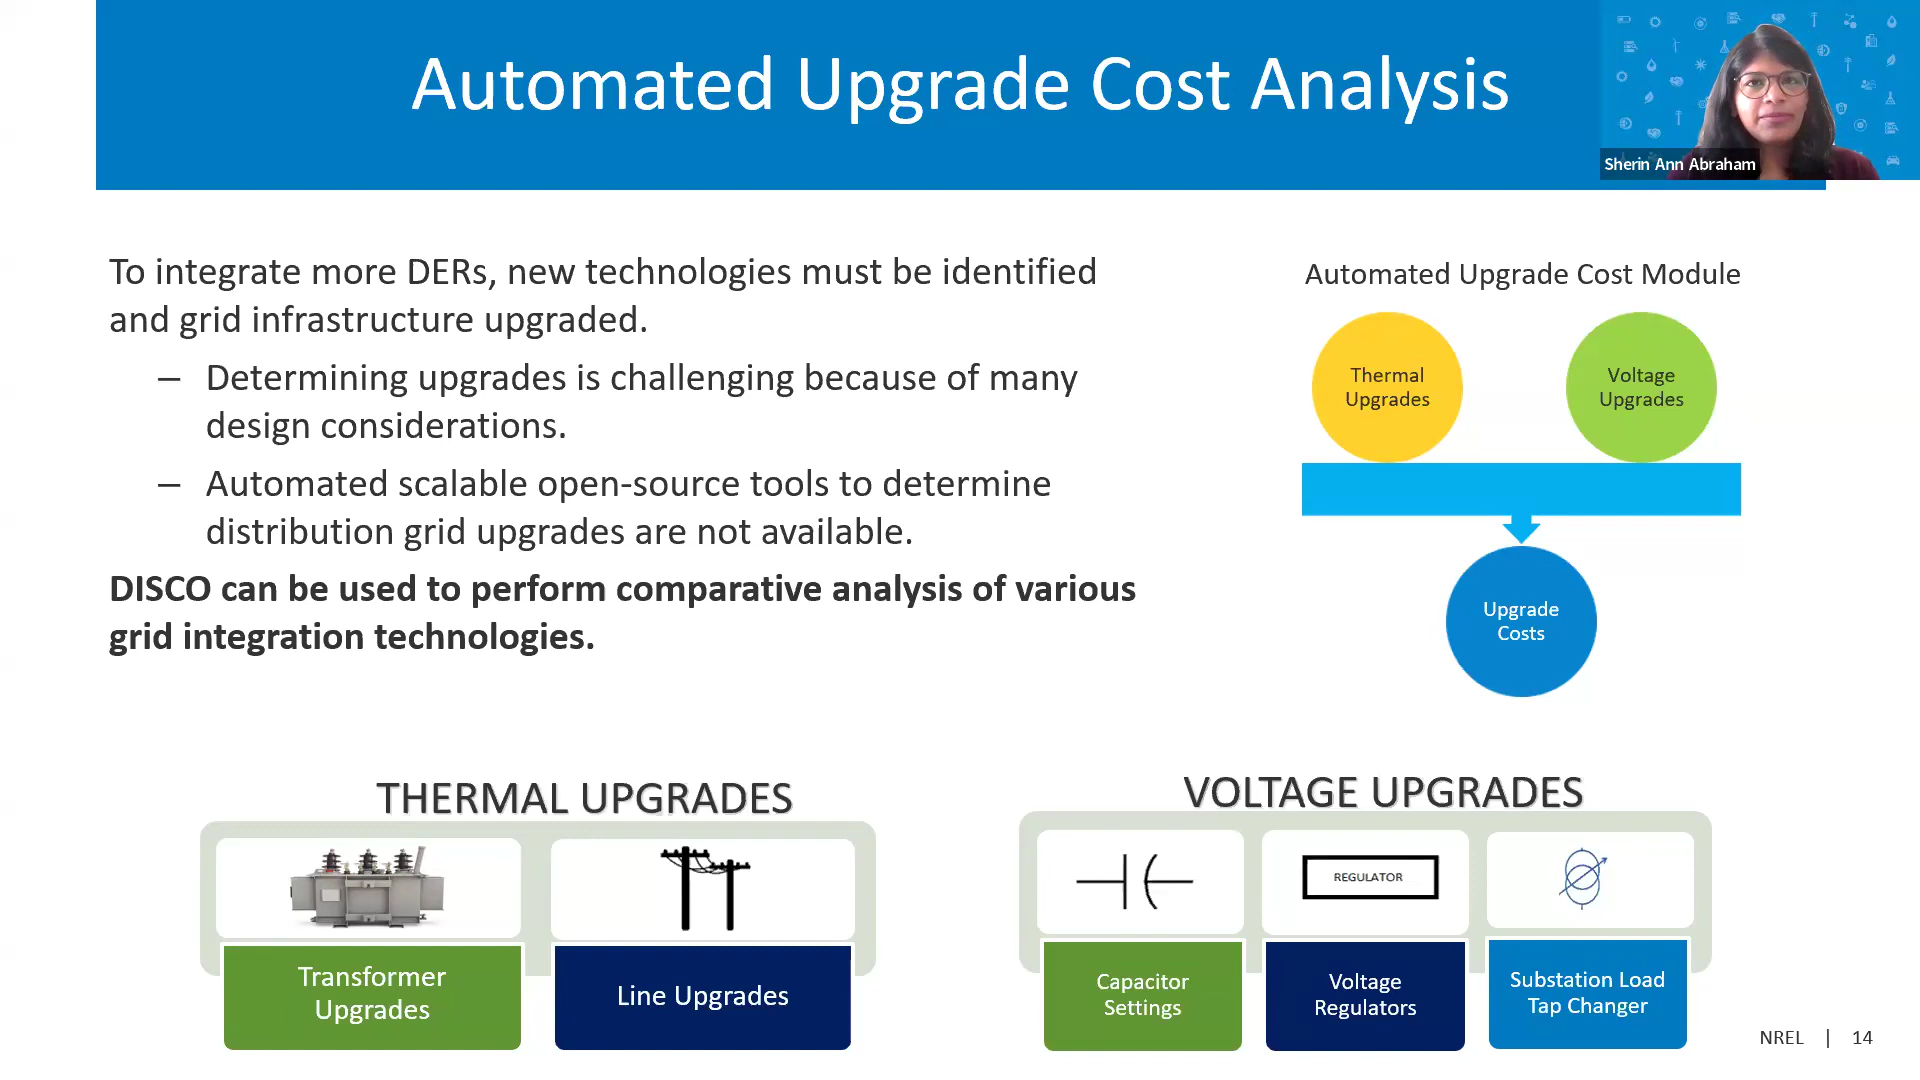 Automated Upgrade Cost Analysis
Sherin Ann Abraham
To integrate more DERs, new technologies must be identified
and grid infrastructure upgraded.
– Determining upgrades is challenging because of many
design considerations.
– Automated scalable open-source tools to determine
distribution grid upgrades are not available.
DISCO can be used to perform comparative analysis of various
grid integration technologies.
Automated Upgrade Cost Module
Thermal
Upgrades
Voltage
Upgrades
Upgrade
Costs
THERMAL UPGRADES
Transformer
Upgrades
Line Upgrades
VOLTAGE UPGRADES
REGULATOR
Capacitor
Settings
Voltage
Regulators
Substation Load
Tap Changer
NREL | 14